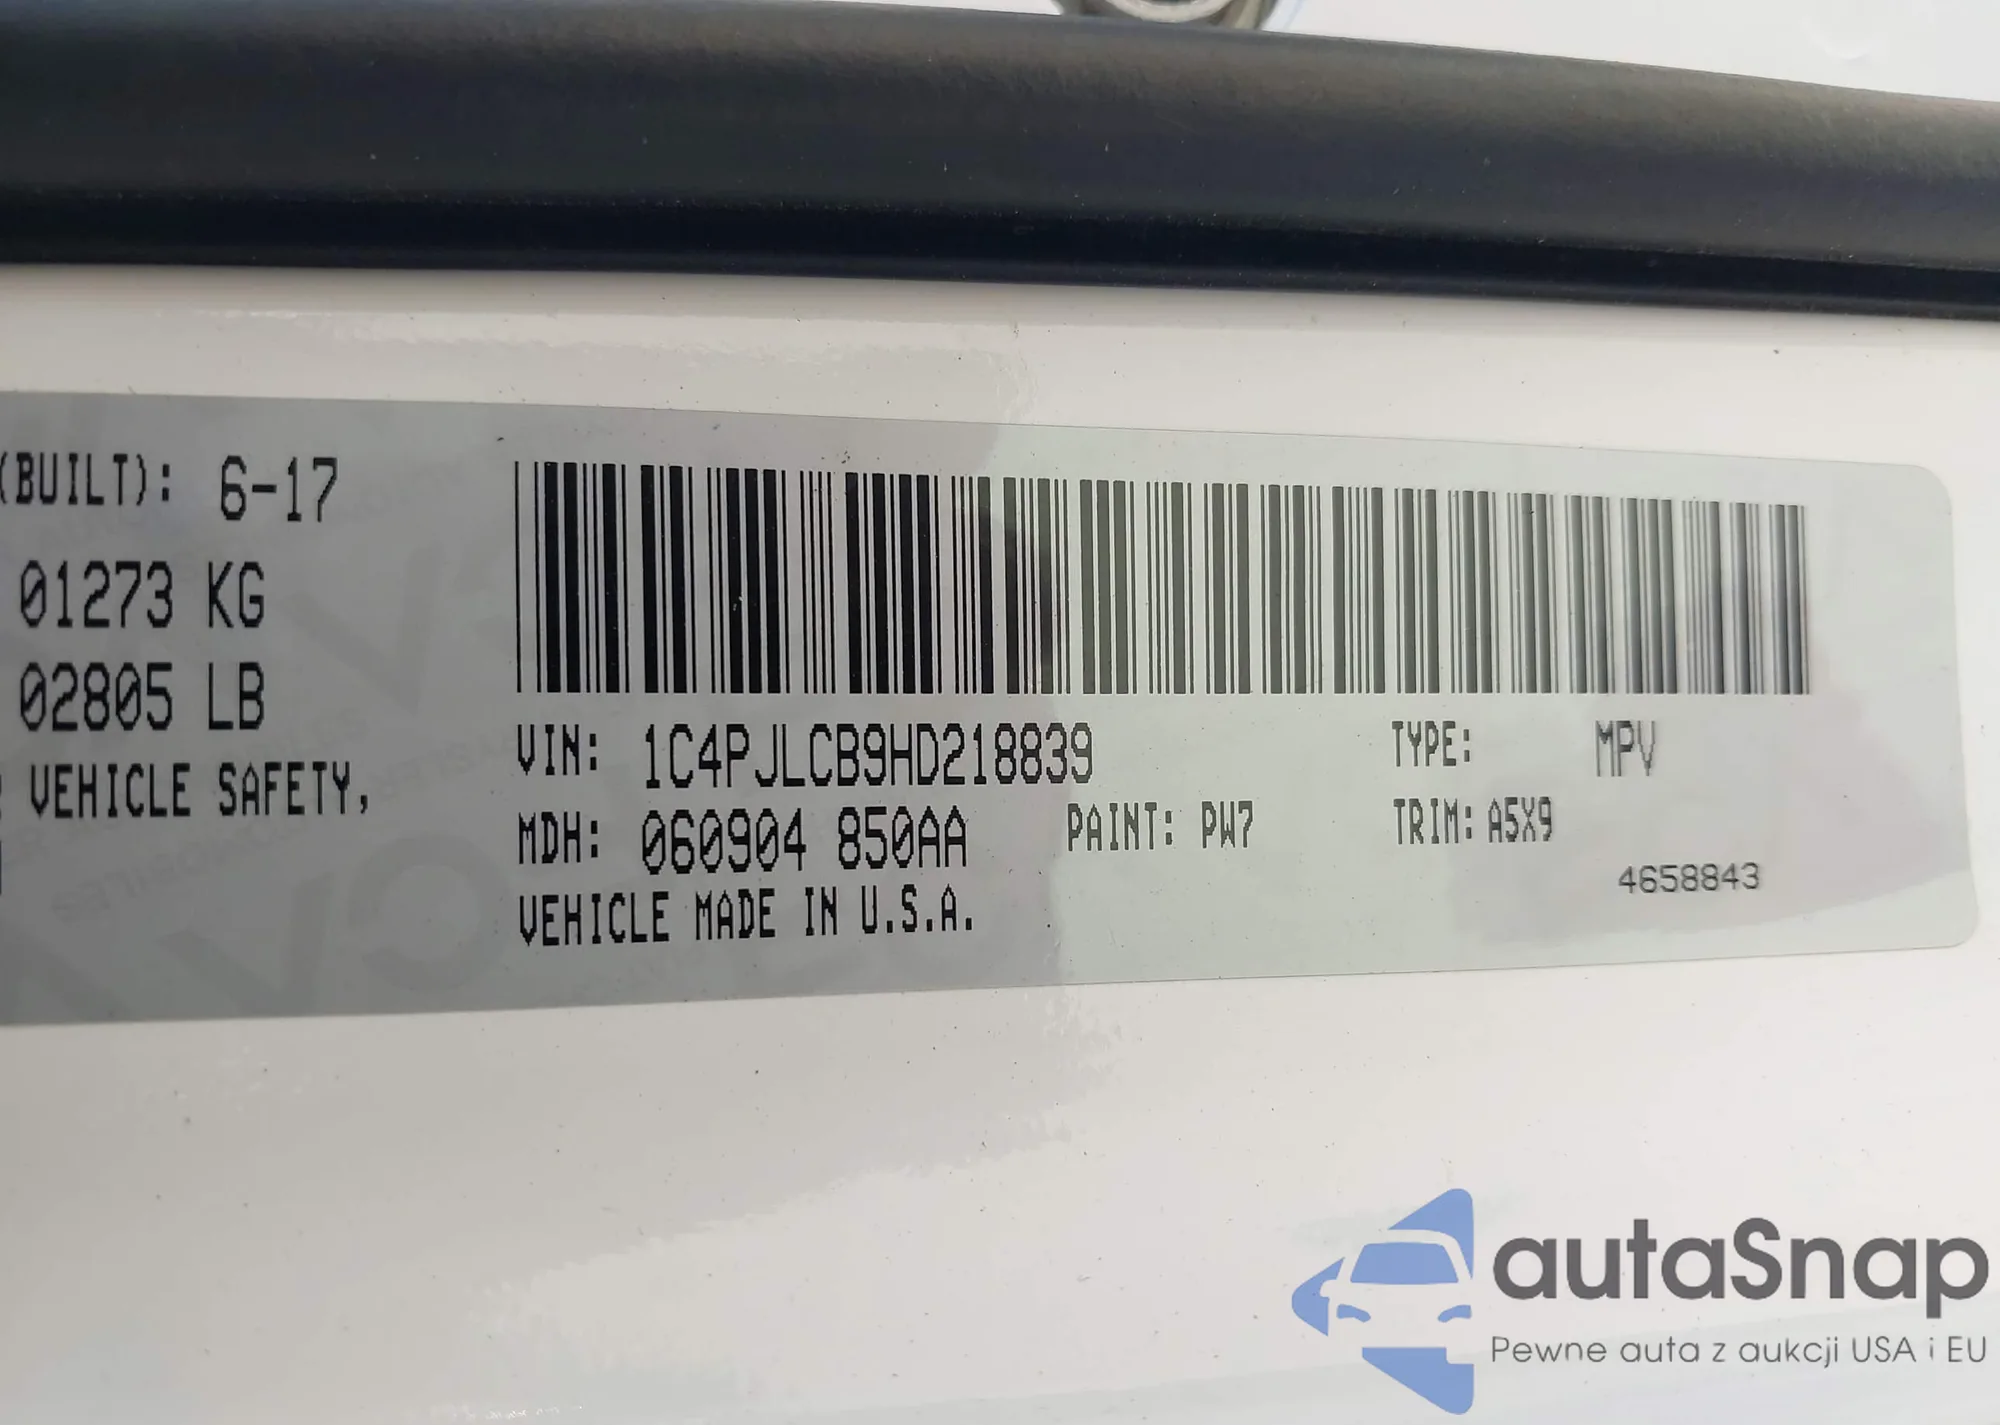 (BUILT): 6-17
01273 KG
02805 LB
VEHICLE SAFETY,
VIN: 1C4PJLCB9HD218839
TYPE: MPV
MDH: 060904 850AA
PAINT: PW7
TRIM: A5X9
VEHICLE MADE IN U.S.A.
4658843
autaSnap
Pewne auta z aukcji USA i EU